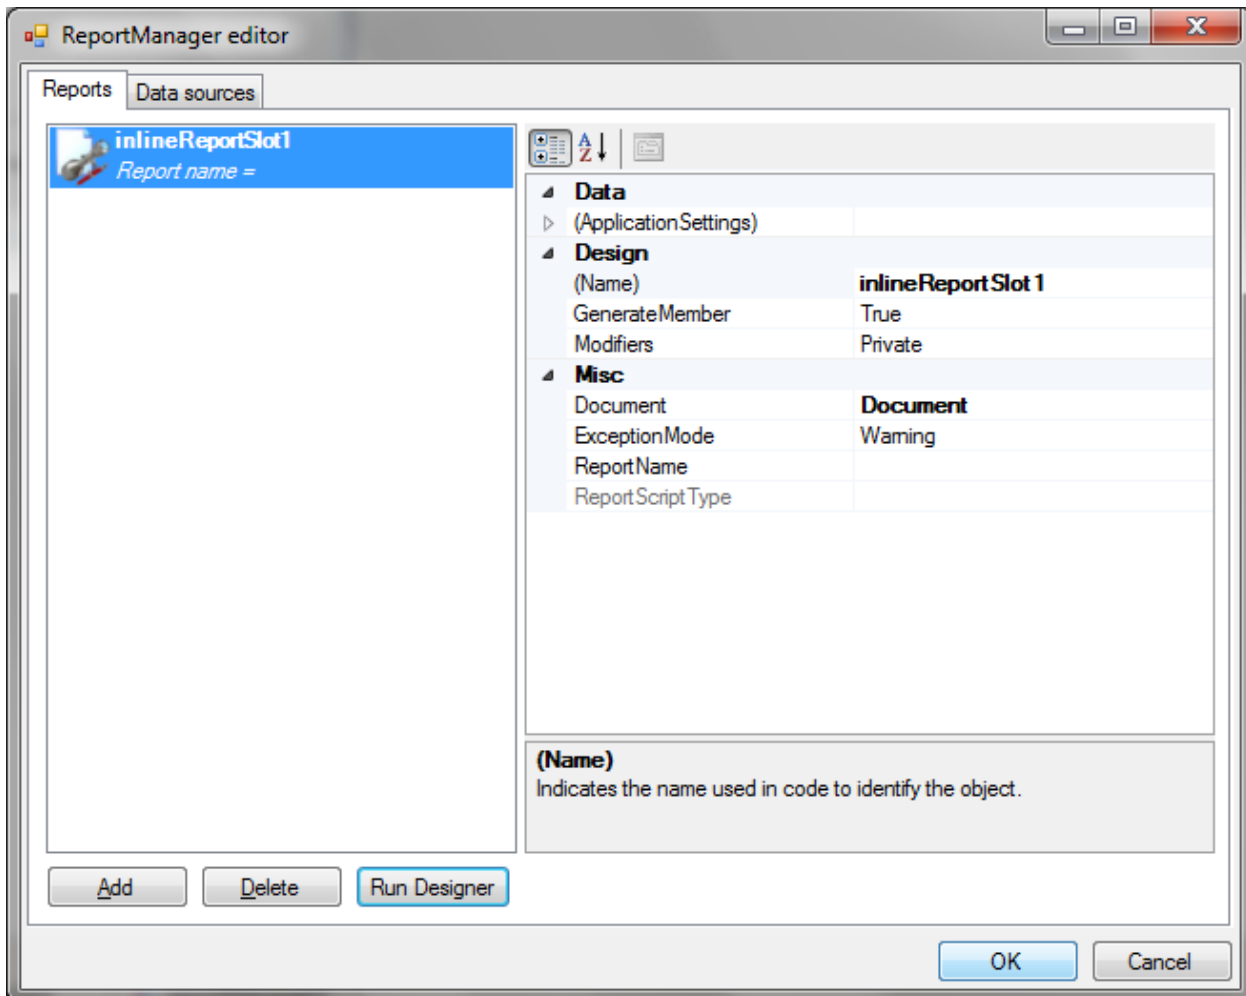 ReportManager editor
Reports
Data sources
inlineReportSlot1
Report name =
Data
(ApplicationSettings)
Design
(Name) inlineReportSlot1
GenerateMember True
Modifiers Private
Misc
Document Document
ExceptionMode Warning
ReportName
ReportScriptType
(Name)
Indicates the name used in code to identify the object.
Add
Delete
Run Designer
OK
Cancel